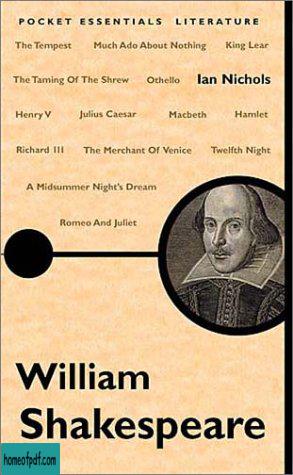 POCKET ESSENTIALS LITERATURE
The Tempest Much Ado About Nothing King Lear
The Taming Of The Shrew Othello Ian Nichols
Henry V Julius Caesar Macbeth Hamlet
Richard III The Merchant Of Venice Twelfth Night
A Midsummer Night's Dream
Romeo And Juliet
William
Shakespeare
homeofpdf.com